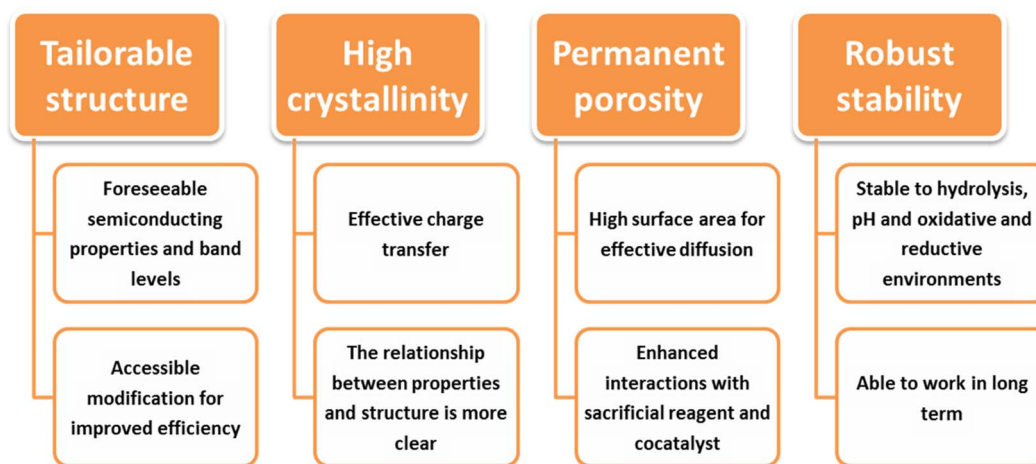 Tailorable
structure
Foreseeable
semiconducting
properties and band
levels
Accessible
modification for
improved efficiency
High
crystallinity
Effective charge
transfer
The relationship
between properties
and structure is more
clear
Permanent
porosity
High surface area for
effective diffusion
Enhanced
interactions with
sacrificial reagent and
cocatalyst
Robust
stability
Stable to hydrolysis,
pH and oxidative and
reductive
environments
Able to work in long
term